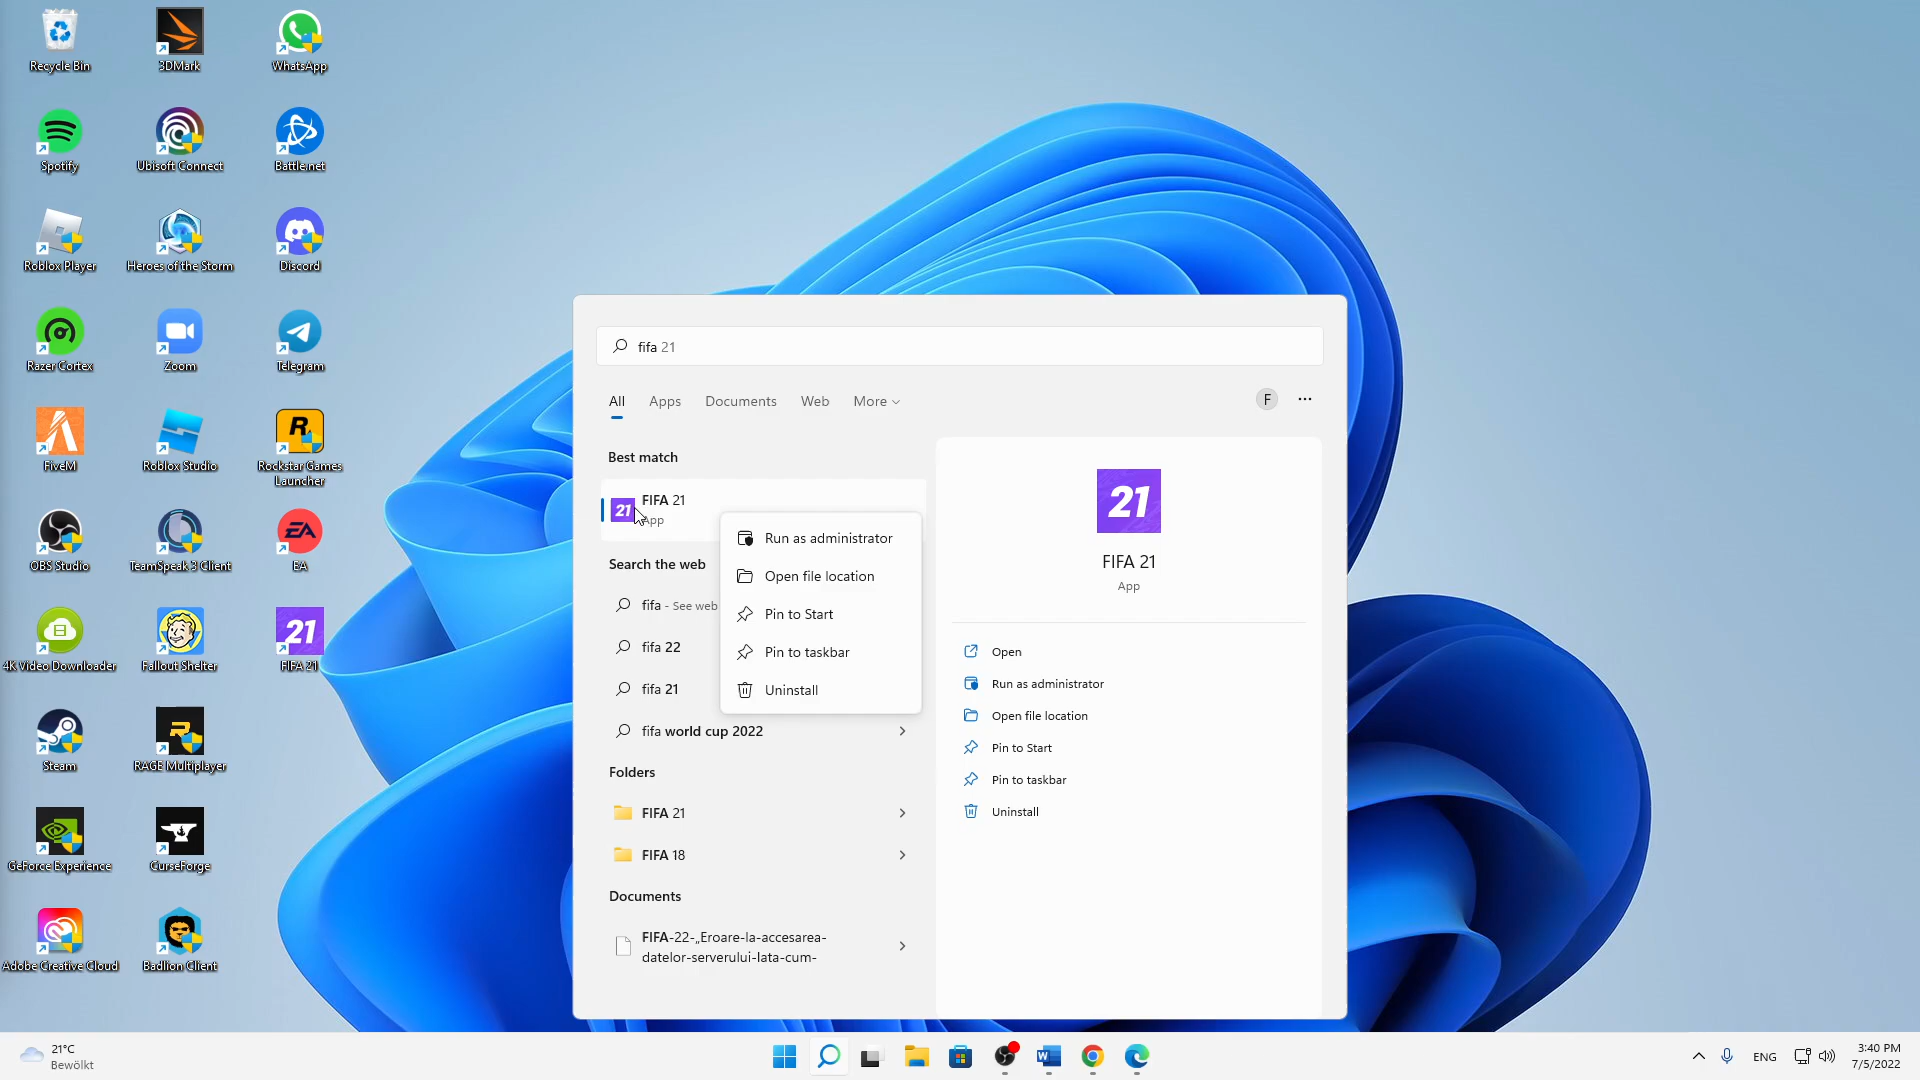 Recycle Bin
3DMark
WhatsApp
Spotify
Ubisoft Connect
Battle.net
Roblox Player
Heroes of the Storm
Discord
Razer Cortex
Zoom
Telegram
FiveM
Roblox Studio
R
Rockstar Games
Launcher
OBS Studio
TeamSpeak 3 Client
EA
EA
4K Video Downloader
Fallout Shelter
21
FIFA 21
Steam
RAGE Multiplayer
GeForce Experience
CurseForge
Adobe Creative Cloud
Badlion Client
fifa 21
All
Apps
Documents
Web
More
F
Best match
21
FIFA 21
App
Search the web
fifa - See web
fifa 22
fifa 21
fifa world cup 2022
Folders
FIFA 21
FIFA 18
Documents
FIFA-22-„Eroare-la-accesarea-
datelor-serverului-Iata-cum-
Run as administrator
Open file location
Pin to Start
Pin to taskbar
Uninstall
21
FIFA 21
App
Open
Run as administrator
Open file location
Pin to Start
Pin to taskbar
Uninstall
21°C
Bewölkt
W
ENG
3:40 PM
7/5/2022